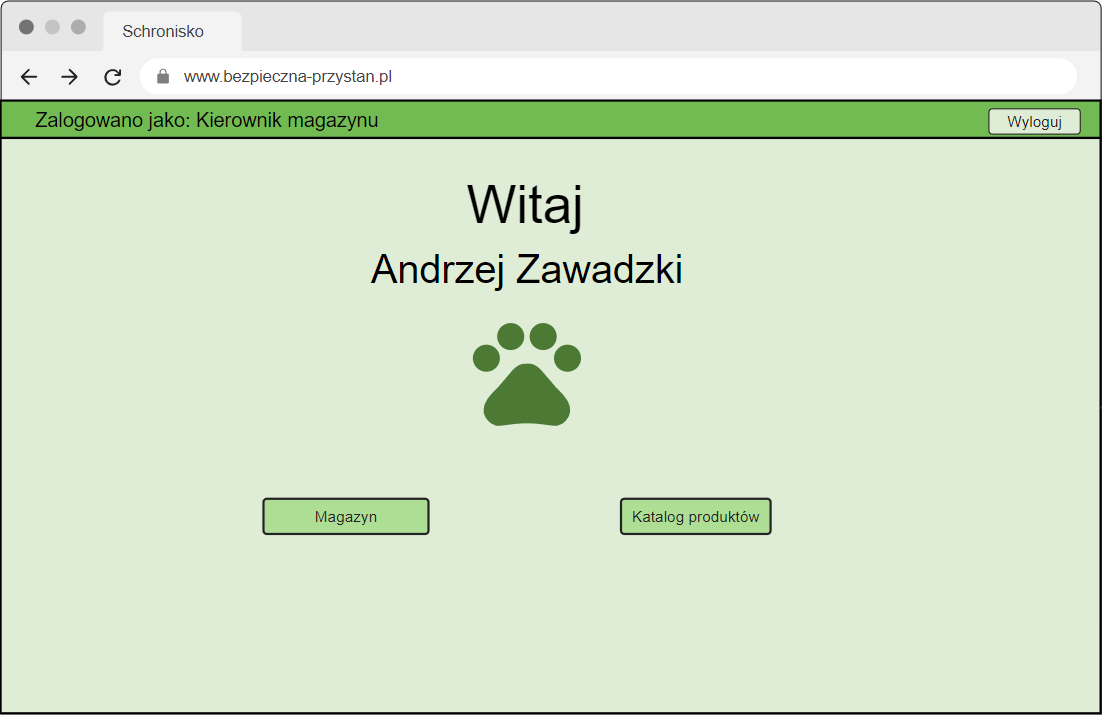 Schronisko
www.bezpieczna-przystan.pl
Zalogowano jako: Kierownik magazynu
Wyloguj
Witaj
Andrzej Zawadzki
Magazyn
Katalog produktów